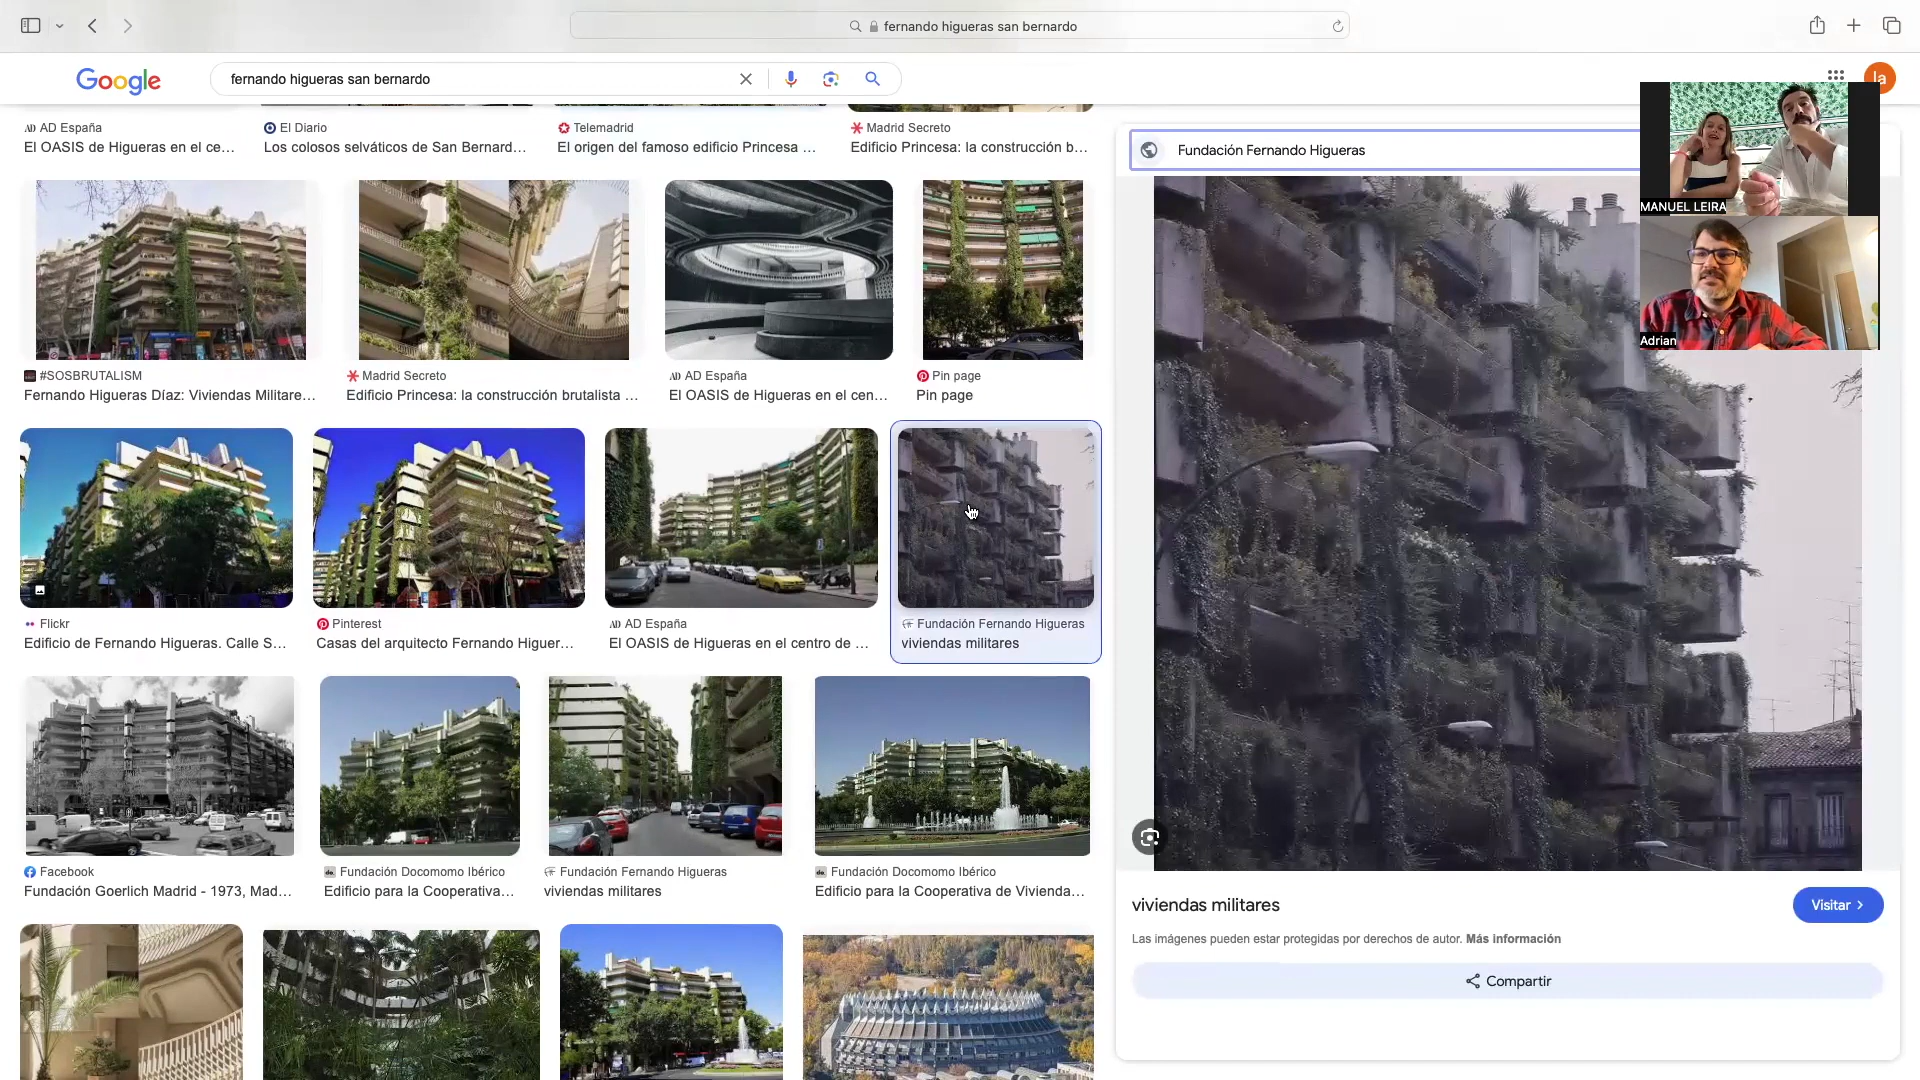 fernando higueras san bernardo
Google
fernando higueras san bernardo
la
AD AD España
El OASIS de Higueras en el ce...
El Diario
Los colosos selváticos de San Bernard...
Telemadrid
El origen del famoso edificio Princesa ...
Madrid Secreto
Edificio Princesa: la construcción b...
Fundación Fernando Higueras
MANUEL LEIRA
Adrian
#SOSBRUTALISM
Fernando Higueras Díaz: Viviendas Militare...
Madrid Secreto
Edificio Princesa: la construcción brutalista ...
AD AD España
El OASIS de Higueras en el cen...
Pin page
Pin page
Flickr
Edificio de Fernando Higueras. Calle S...
Pinterest
Casas del arquitecto Fernando Higuer...
AD AD España
El OASIS de Higueras en el centro de ...
Fundación Fernando Higueras
viviendas militares
Facebook
Fundación Goerlich Madrid - 1973, Mad...
Fundación Docomomo Ibérico
Edificio para la Cooperativa...
Fundación Fernando Higueras
viviendas militares
Fundación Docomomo Ibérico
Edificio para la Cooperativa de Vivienda...
viviendas militares
Visitar
Las imágenes pueden estar protegidas por derechos de autor. Más información
Compartir